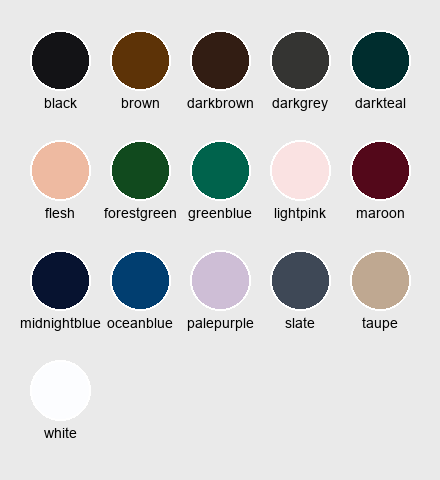 black brown darkbrown darkgrey darkteal
flesh forestgreen greenblue lightpink maroon
midnightblue oceanblue palepurple slate taupe
white